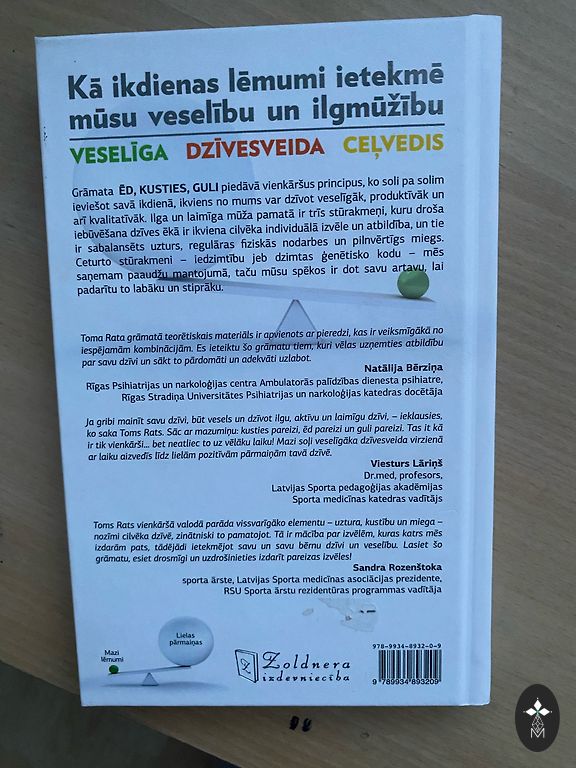 Kā ikdienas lēmumi ietekmē
mūsu veselību un ilgmūžību
VESELĪGA DZĪVESVEIDA CEĻVEDIS
Grāmata ĒD, KUSTIES, GULI piedāvā vienkāršus principus, ko soli pa solim
ieviešot savā ikdienā, ikviens no mums var dzīvot veselīgāk, produktīvāk un
arī kvalitatīvāk. Ilga un laimīga mūža pamatā ir trīs stūrakmeņi, kuru droša
iebūvēšana dzīves ēkā ir ikviena cilvēka individuālā izvēle un atbildība, un tie
ir sabalansēts uzturs, regulāras fiziskās nodarbes un pilnvērtīgs miegs.
Ceturto stūrakmeni – iedzimtību jeb dzimtas ģenētisko kodu – mēs
saņemam paaudžu mantojumā, taču mūsu spēkos ir dot savu artavu, lai
padarītu to labāku un stiprāku.
Toma Rata grāmatā teorētiskais materiāls ir apvienots ar pieredzi, kas ir veiksmīgākā no
iespējamām kombinācijām. Es ieteiktu šo grāmatu tiem, kuri vēlas uzņemties atbildību
par savu dzīvi un sākt to pārdomāti un adekvāti uzlabot.
Natālija Bērziņa
Rīgas Psihiatrijas un narkoloģijas centra Ambulatorās palīdzības dienesta psihiatre,
Rīgas Stradiņa Universitātes Psihiatrijas un narkoloģijas katedras docētāja
Ja gribi mainīt savu dzīvi, būt vesels un dzīvot ilgu, aktīvu un laimīgu dzīvi, – ieklausies,
ko saka Toms Rats. Sāc ar mazumiņu: kusties pareizi, ēd pareizi un guli pareizi. Tas it kā
ir tik vienkārši... bet neatliec to uz vēlāku laiku! Mazi soļi veselīgāka dzīvesveida virzienā
ar laiku aizvedīs līdz lielām pozitīvām pārmaiņām tavā dzīvē.
Viesturs Lāriņš
Dr.med, profesors,
Latvijas Sporta pedagoģijas akadēmijas
Sporta medicīnas katedras vadītājs
Toms Rats vienkāršā valodā parāda vissvarīgāko elementu – uztura, kustību un miega –
nozīmi cilvēka dzīvē, zinātniski to pamatojot. Tā ir mācība par izvēlēm, kuras katrs mēs
izdarām pats, tādējādi ietekmējot savu un savu bērnu dzīvi un veselību. Lasiet šo
grāmatu, esiet drosmīgi un uzdrošinieties izdarīt pareizas izvēles!
Sandra Rozenštoka
sporta ārste, Latvijas Sporta medicīnas asociācijas prezidente,
RSU Sporta ārstu rezidentūras programmas vadītāja
Lielas
pārmaiņas
Mazi
lēmumi
Zoldnera
izdevniecība
978-9934-8932-0-9
9 789934 893209
M